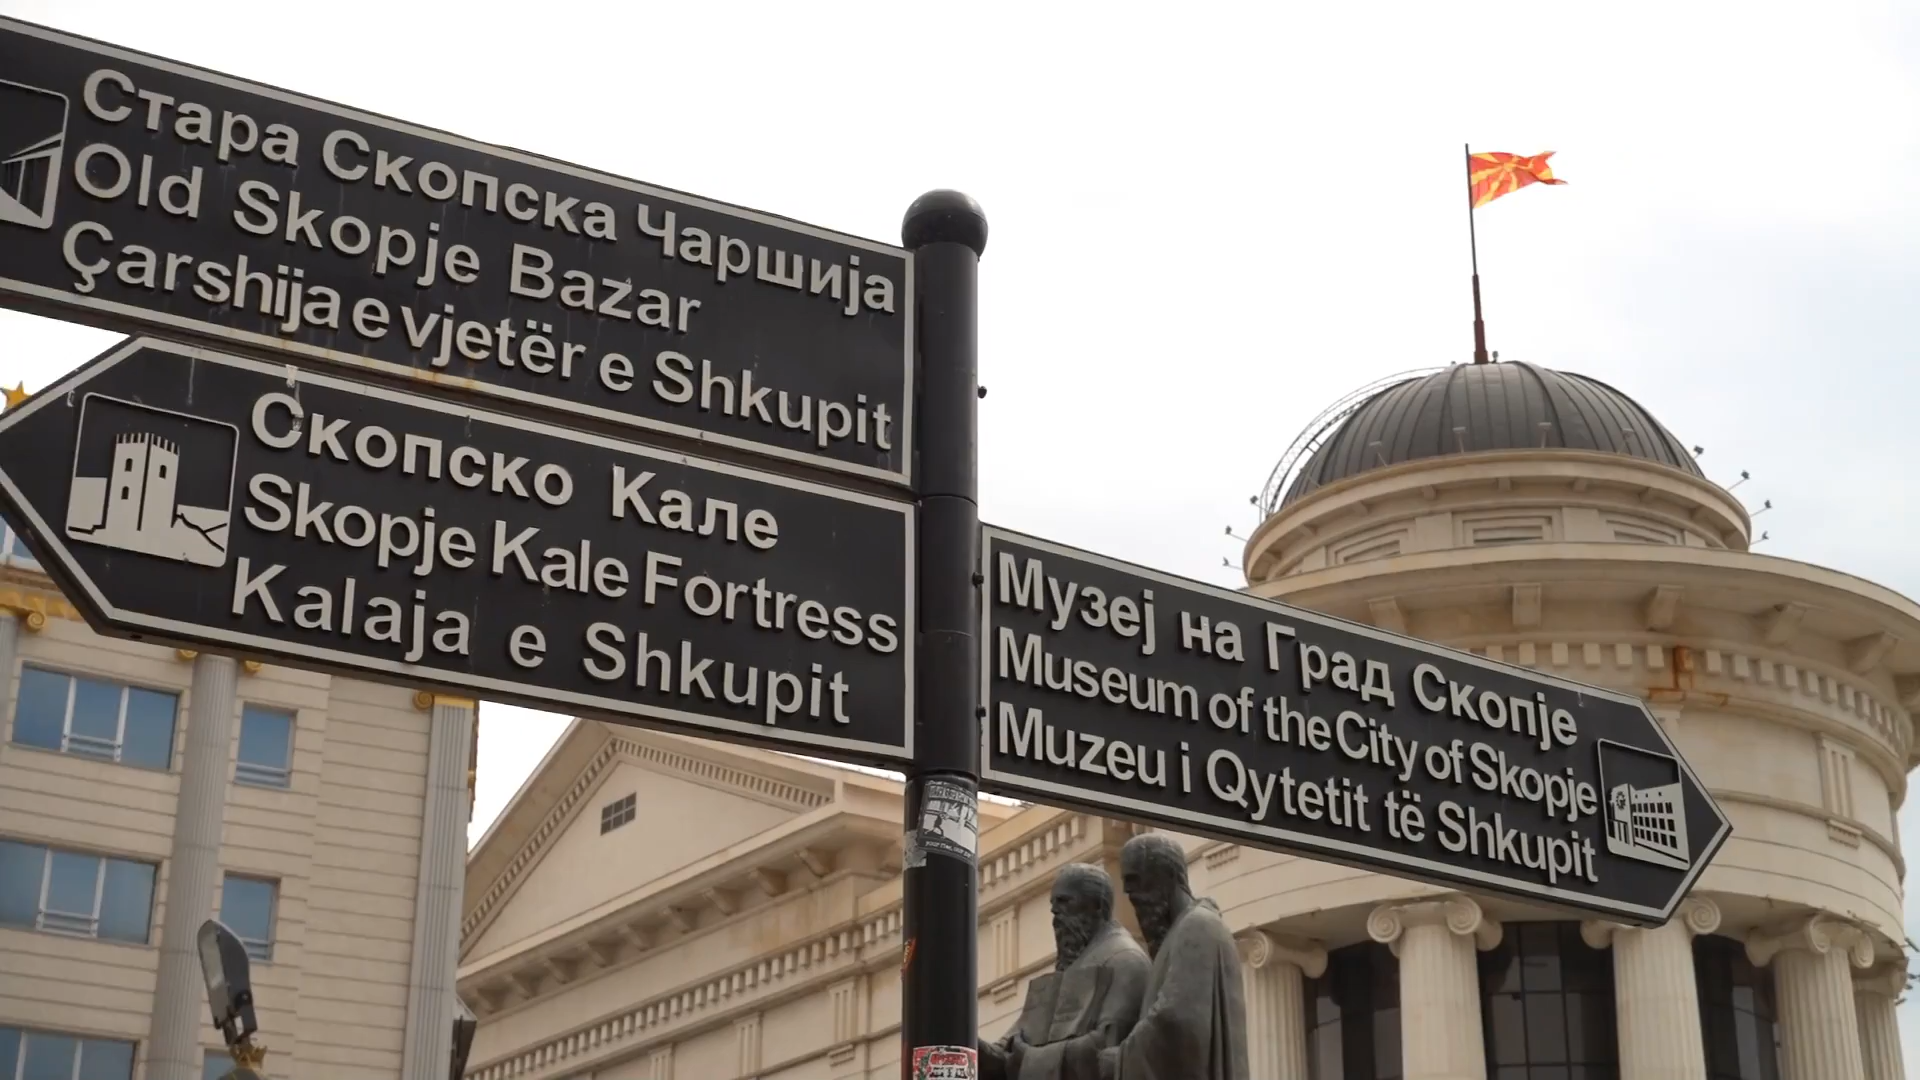 Стара Скопска Чаршија
Old Skopje Bazar
Çarshija e vjetër e Shkupit
Скопско Кале
Skopje Kale Fortress
Kalaja e Shkupit
Музеј на Град Скопје
Museum of the City of Skopje
Muzeu i Qytetit të Shkupit